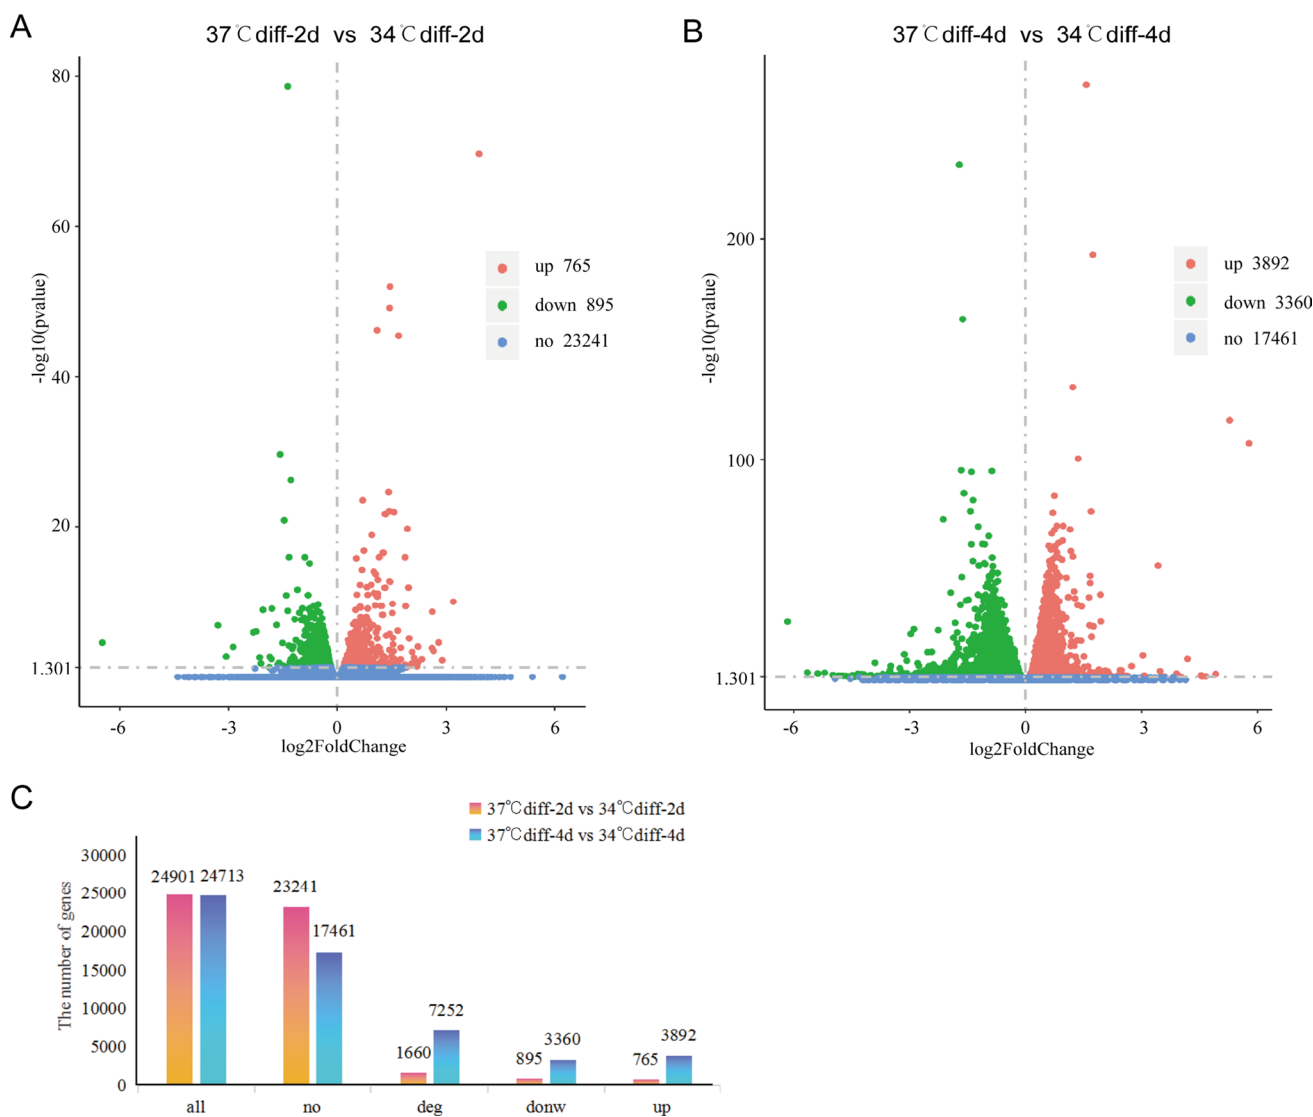 A
37℃diff-2d vs 34℃diff-2d
80
60
40
20
1.301
-log10(pvalue)
up 765
down 895
no 23241
-6 -3 0 3 6
log2FoldChange
B
37℃diff-4d vs 34℃diff-4d
200
100
1.301
-log10(pvalue)
up 3892
down 3360
no 17461
-6 -3 0 3 6
log2FoldChange
C
37℃diff-2d vs 34℃diff-2d
37℃diff-4d vs 34℃diff-4d
The number of genes
30000
25000
20000
15000
10000
5000
0
24901 24713
23241
17461
1660
7252
895
3360
765
3892
all no deg donw up